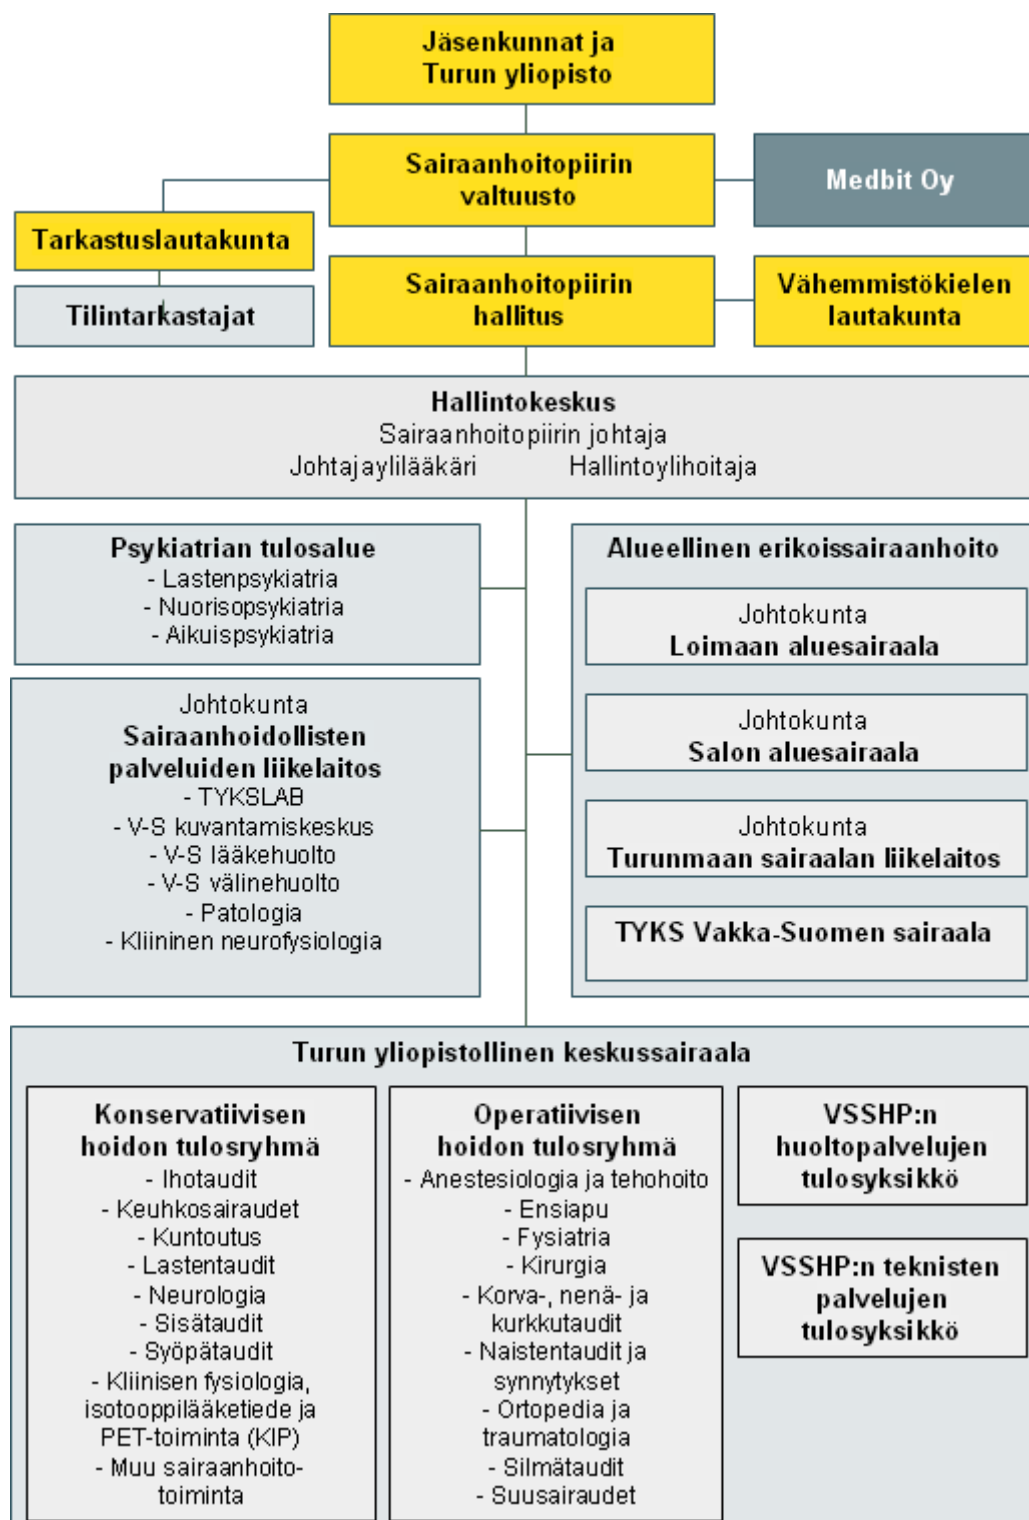 Jäsenkunnat ja
Turun yliopisto
Sairaanhoitopiirin
valtuusto
Medbit Oy
Tarkastuslautakunta
Tilintarkastajat
Sairaanhoitopiirin
hallitus
Vähemmistökielen
lautakunta
Hallintokeskus
Sairaanhoitopiirin johtaja
Johtajaylilääkäri Hallintoylihoitaja
Psykiatrian tulosalue
- Lastenpsykiatria
- Nuorisopsykiatria
- Aikuispsykiatria
Johtokunta
Sairaanhoidollisten
palveluiden liikelaitos
- TYKSLAB
- V-S kuvantamiskeskus
- V-S lääkehuolto
- V-S välinehuolto
- Patologia
- Kliininen neurofysiologia
Alueellinen erikoissairaanhoito
Johtokunta
Loimaan aluesairaala
Johtokunta
Salon aluesairaala
Johtokunta
Turunmaan sairaalan liikelaitos
TYKS Vakka-Suomen sairaala
Turun yliopistollinen keskussairaala
Konservatiivisen
hoidon tulosryhmä
- Ihotaudit
- Keuhkosairaudet
- Kuntoutus
- Lastentaudit
- Neurologia
- Sisätaudit
- Syöpätaudit
- Kliinisen fysiologia,
isotooppilääketiede ja
PET-toiminta (KIP)
- Muu sairaanhoito-
toiminta
Operatiivisen
hoidon tulosryhmä
- Anestesiologia ja tehohoito
- Ensiapu
- Fysiatria
- Kirurgia
- Korva-, nenä- ja
kurkkutaudit
- Naistentaudit ja
synnytykset
- Ortopedia ja
traumatologia
- Silmätaudit
- Suusairaudet
VSSHP:n
huoltopalvelujen
tulosyksikkö
VSSHP:n teknisten
palvelujen
tulosyksikkö